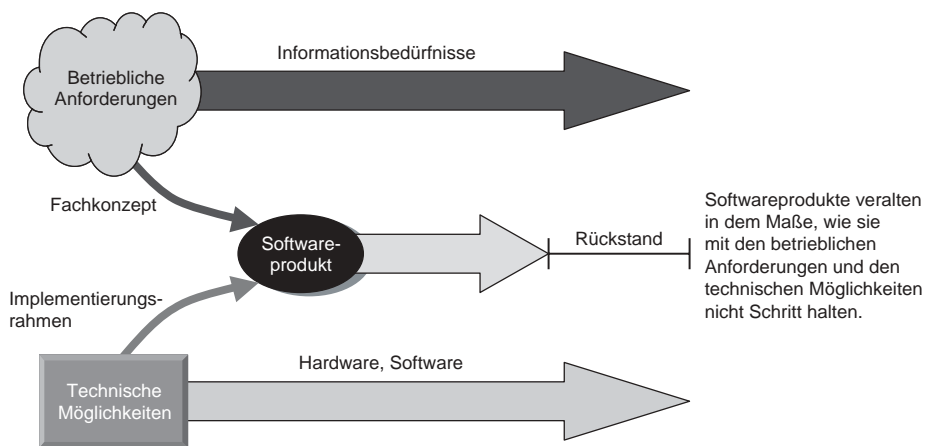 Informationsbedürfnisse
Betriebliche
Anforderungen
Fachkonzept
Software-
produkt
Rückstand
Softwareprodukte veralten
in dem Maße, wie sie
mit den betrieblichen
Anforderungen und den
technischen Möglichkeiten
nicht Schritt halten.
Implementierungs-
rahmen
Hardware, Software
Technische
Möglichkeiten